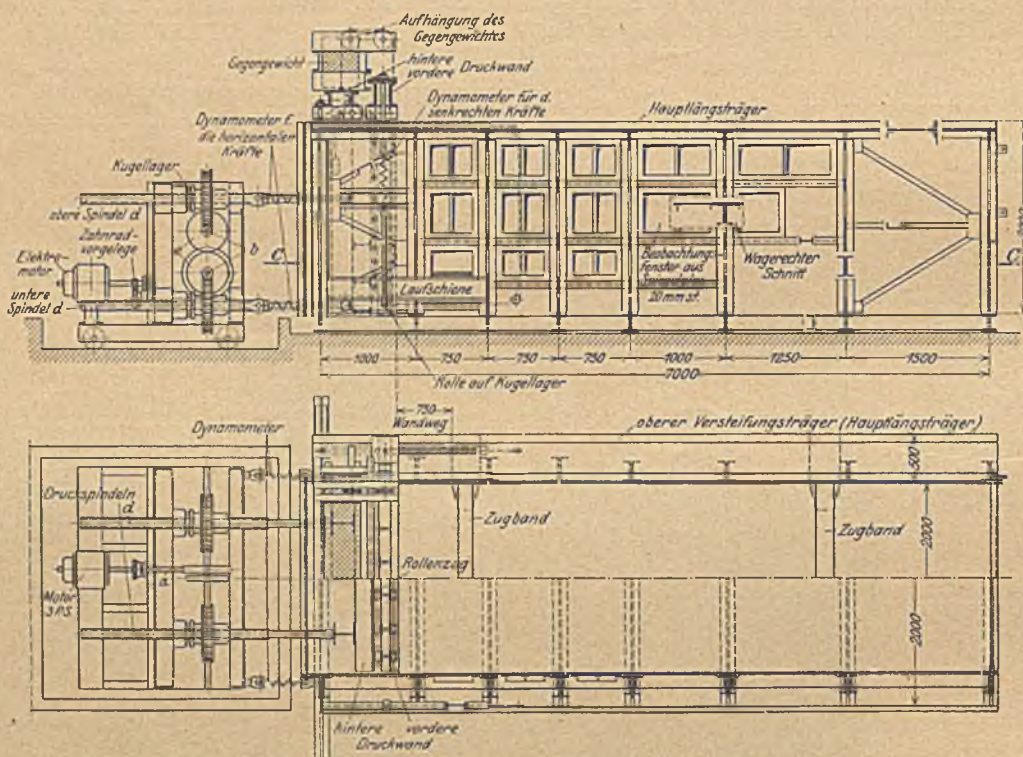 Aufhängung des
Gegengewichtes
Gegengewicht
hintere
vordere Druckwand
Dynamometer für d.
senkrechten Kräfte
Hauptlängsträger
Dynamometer f.
die horizontalen
Kräfte
Kugellager
obere Spindel d
Zahnrad-
vorgelege
Elektro-
motor
untere
Spindel d
b
C
C
Laufschiene
Beobachtungs-
fenster aus
20 mm st.
Wagerechter
Schnitt
1000
750
750
750
1000
1250
1500
7000
Rolle auf Kugellager
750
Wandweg
Dynamometer
oberer Versteifungsträger (Hauptlängsträger)
500
Druckspindeln
d
Zugband
Zugband
2000
Rollenzug
a
Motor
3 P.S.
2000
hintere vordere
Druckwand